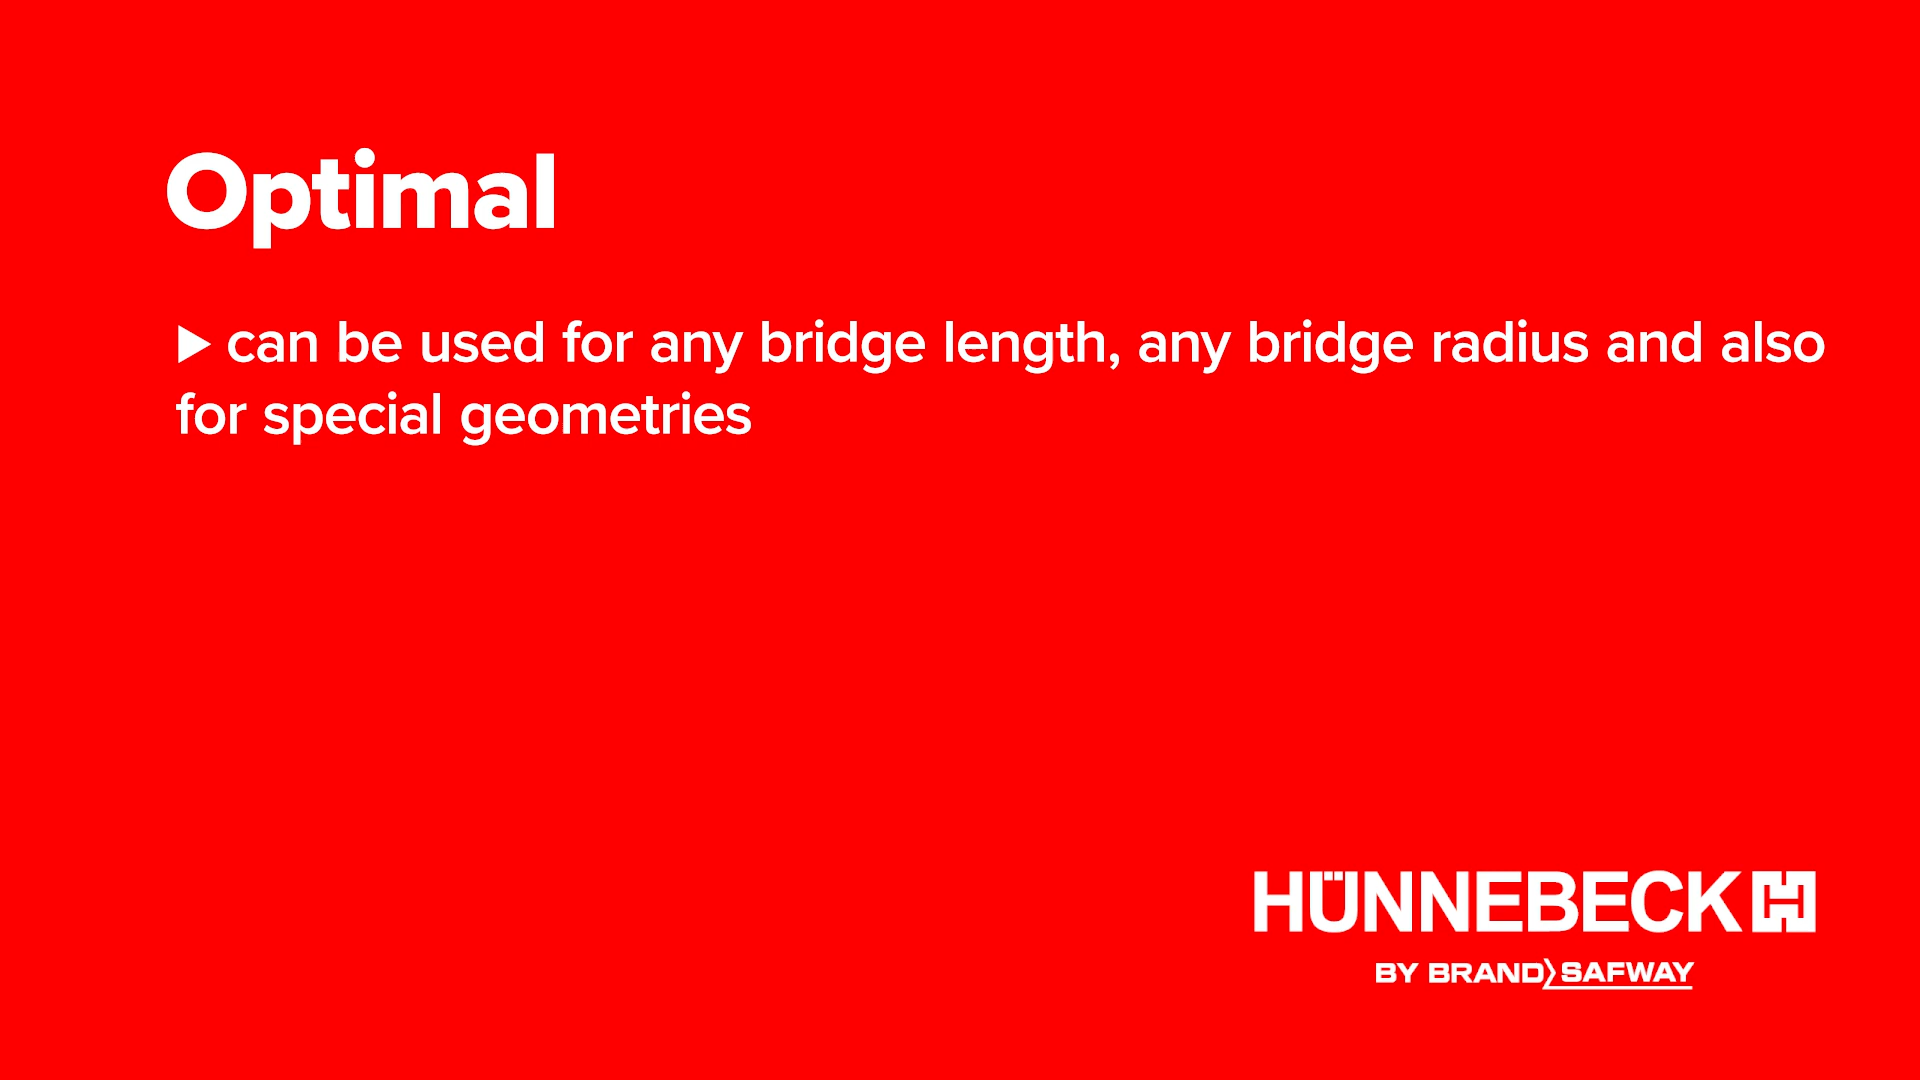 Optimal
▶ can be used for any bridge length, any bridge radius and also
for special geometries
HÜNNEBECK
BY BRAND SAFWAY